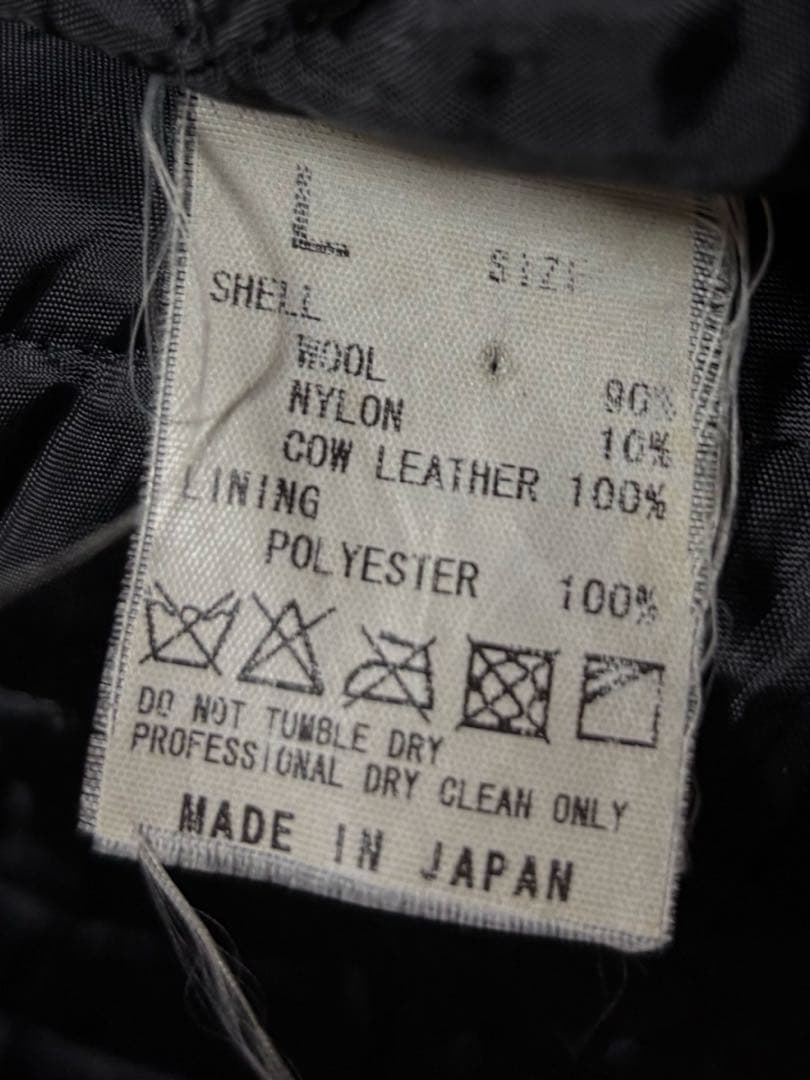 L
SIZE
SHELL
WOOL 90%
NYLON 10%
COW LEATHER 100%
LINING
POLYESTER 100%
DO NOT TUMBLE DRY
PROFESSIONAL DRY CLEAN ONLY
MADE IN JAPAN